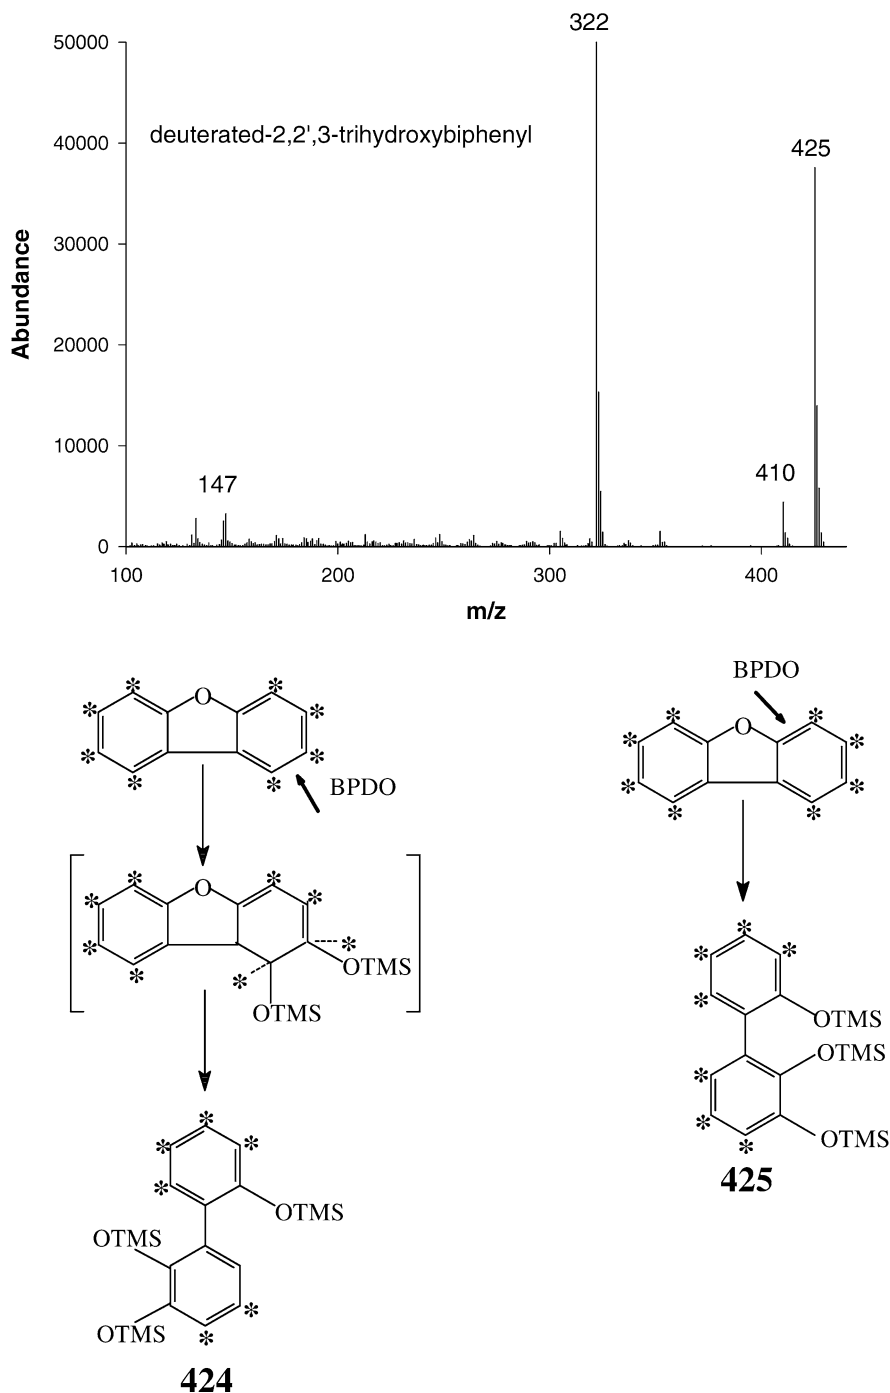 322
50000
deuterated-2,2',3-trihydroxybiphenyl
425
40000
30000
Abundance
20000
10000
410
147
0
100
200
300
400
m/z
BPDO
* * O * *
* * * *
BPDO
* * O * *
* * * *
* * O * *
* * *
OTMS
* OTMS
* * *
* OTMS
* OTMS
* OTMS
*
425
* * *
* OTMS
OTMS
*
OTMS *
424